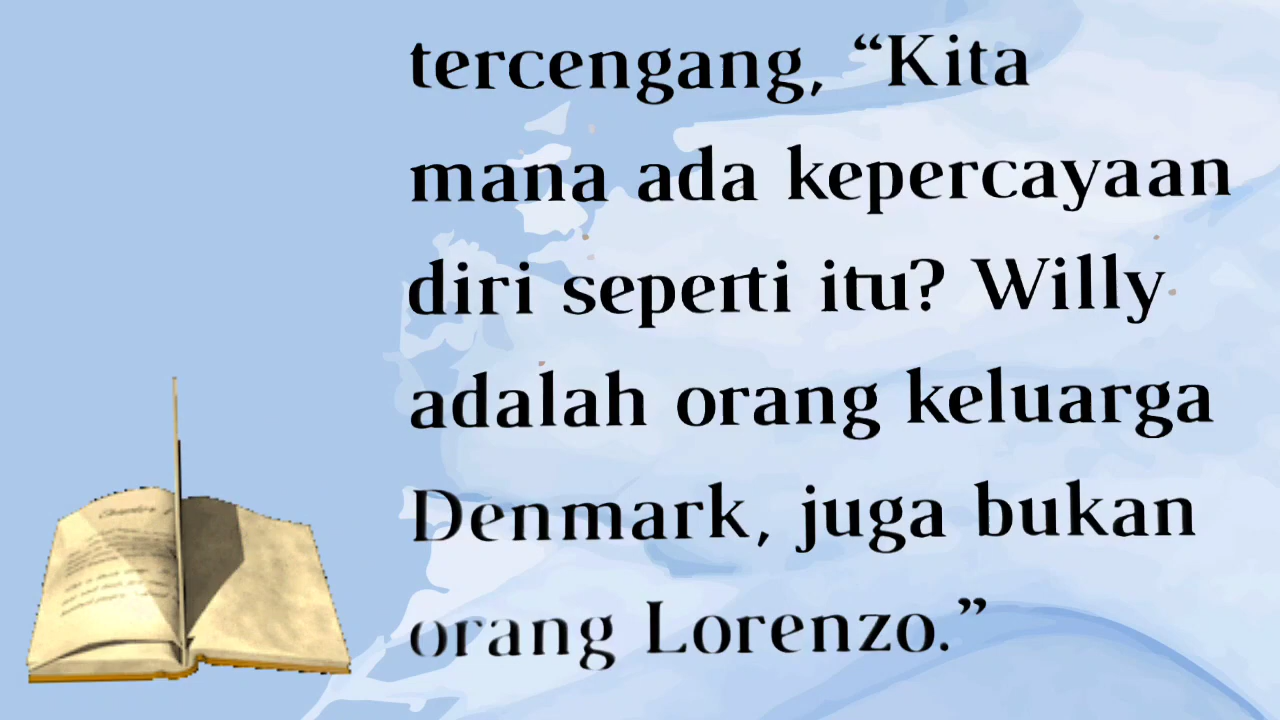 tercengang, “Kita
mana ada kepercayaan
diri seperti itu? Willy
adalah orang keluarga
Denmark, juga bukan
orang Lorenzo.”